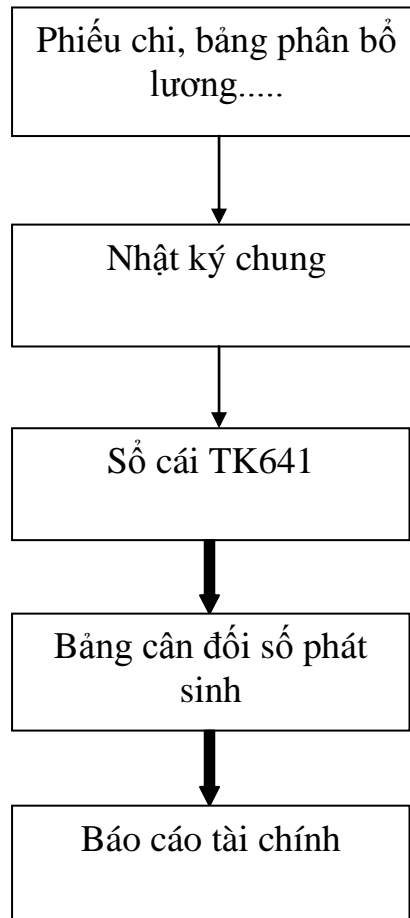 Phiếu chi, bảng phân bổ
lương.....
Nhật ký chung
Sổ cái TK641
Bảng cân đối số phát
sinh
Báo cáo tài chính